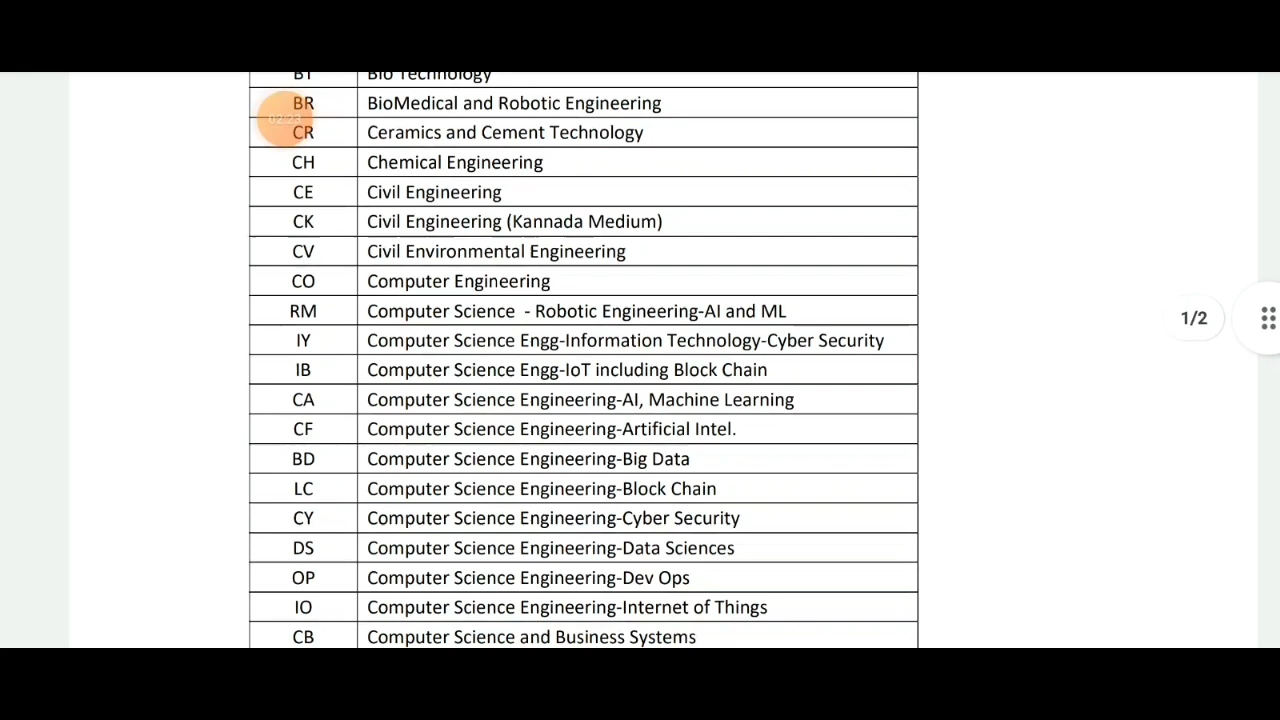 BT Bio Technology
BR BioMedical and Robotic Engineering
02:23
CR Ceramics and Cement Technology
CH Chemical Engineering
CE Civil Engineering
CK Civil Engineering (Kannada Medium)
CV Civil Environmental Engineering
CO Computer Engineering
RM Computer Science - Robotic Engineering-AI and ML
1/2
IY Computer Science Engg-Information Technology-Cyber Security
IB Computer Science Engg-IoT including Block Chain
CA Computer Science Engineering-AI, Machine Learning
CF Computer Science Engineering-Artificial Intel.
BD Computer Science Engineering-Big Data
LC Computer Science Engineering-Block Chain
CY Computer Science Engineering-Cyber Security
DS Computer Science Engineering-Data Sciences
OP Computer Science Engineering-Dev Ops
IO Computer Science Engineering-Internet of Things
CB Computer Science and Business Systems